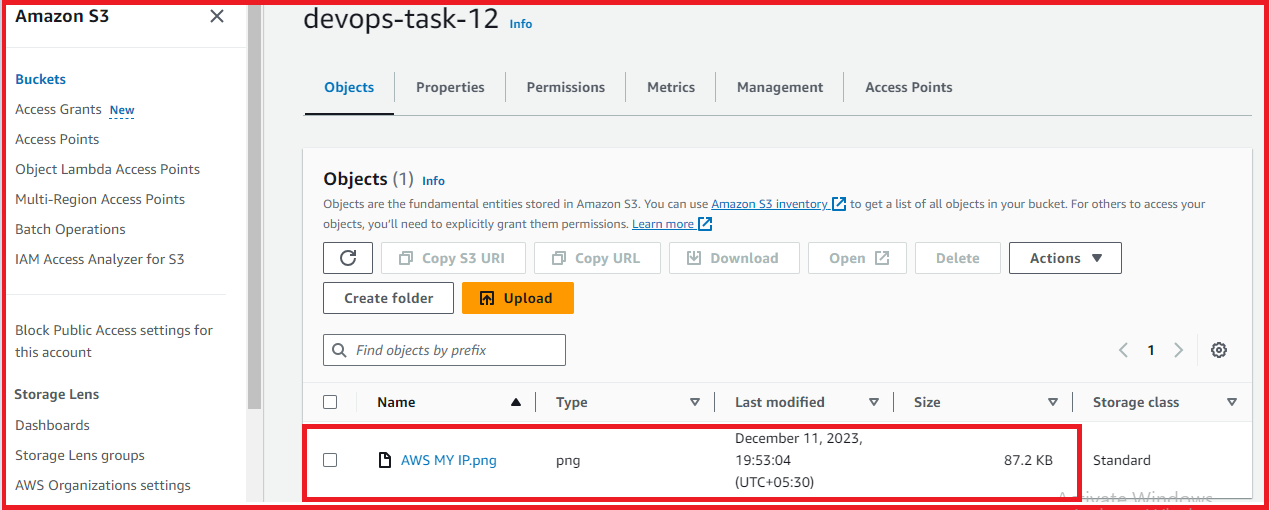 Amazon S3
Buckets
Access Grants New
Access Points
Object Lambda Access Points
Multi-Region Access Points
Batch Operations
IAM Access Analyzer for S3
Block Public Access settings for
this account
Storage Lens
Dashboards
Storage Lens groups
AWS Organizations settings
devops-task-12 Info
Objects Properties Permissions Metrics Management Access Points
Objects (1) Info
Objects are the fundamental entities stored in Amazon S3. You can use Amazon S3 inventory to get a list of all objects in your bucket. For others to access your
objects, you'll need to explicitly grant them permissions. Learn more
Copy S3 URI Copy URL Download Open Delete Actions
Create folder Upload
Find objects by prefix 1
Name Type Last modified Size Storage class
AWS MY IP.png png December 11, 2023, 87.2 KB Standard
19:53:04
(UTC+05:30)
Activate Windows